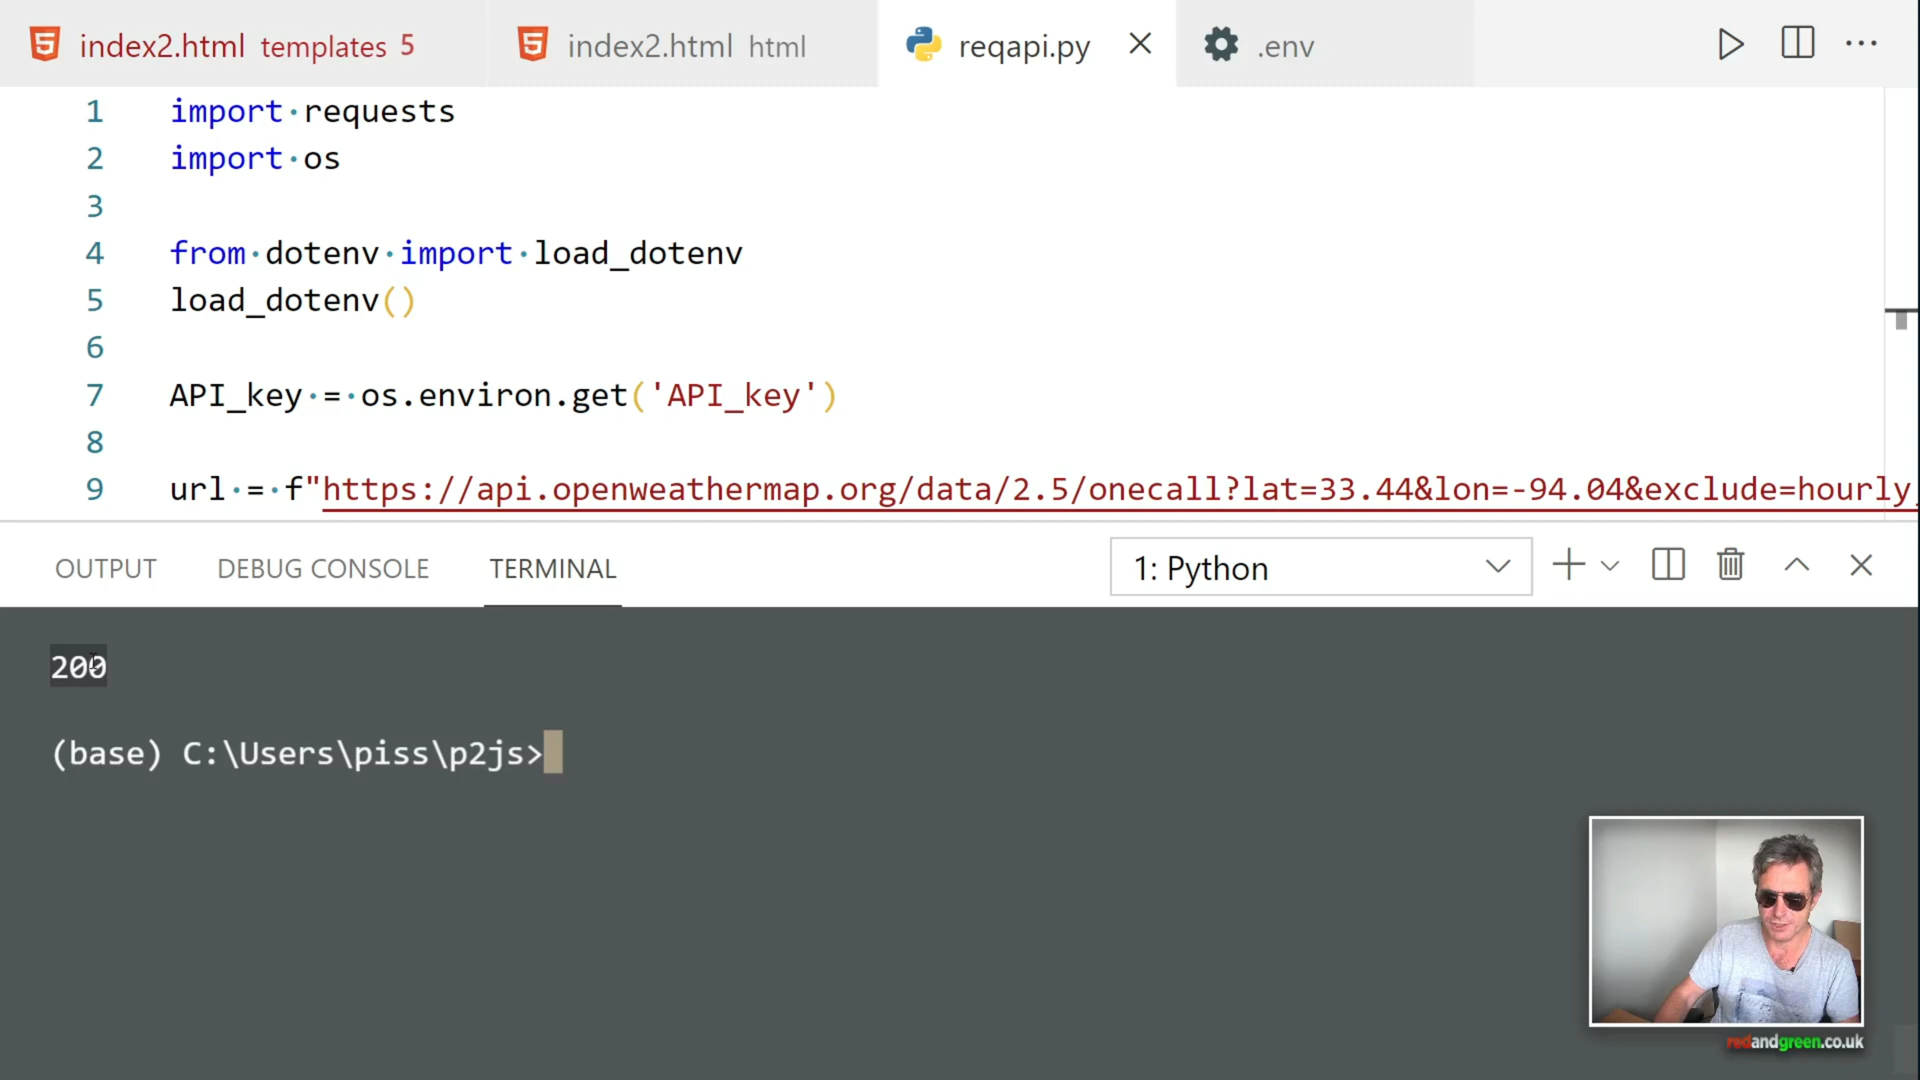 index2.html templates 5
index2.html html
reqapi.py
.env
1 import requests
2 import os
3
4 from dotenv import load_dotenv
5 load_dotenv()
6
7 API_key = os.environ.get('API_key')
8
9 url = f"https://api.openweathermap.org/data/2.5/onecall?lat=33.44&lon=-94.04&exclude=hourly,
OUTPUT DEBUG CONSOLE TERMINAL 1: Python
200
(base) C:\Users\piss\p2js>
redandgreen.co.uk